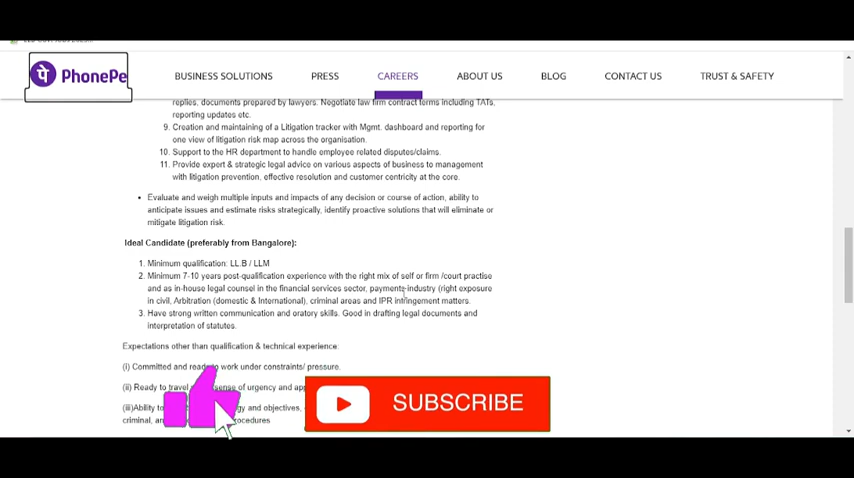 पे PhonePe
BUSINESS SOLUTIONS PRESS CAREERS ABOUT US BLOG CONTACT US TRUST & SAFETY
replies, documents prepared by lawyers. Negotiate law firm contract terms including TATs,
reporting updates etc.
9. Creation and maintaining of a Litigation tracker with Mgmt. dashboard and reporting for
one view of litigation risk map across the organisation.
10. Support to the HR department to handle employee related disputes/claims.
11. Provide expert & strategic legal advice on various aspects of business to management
with litigation prevention, effective resolution and customer centricity at the core.
• Evaluate and weigh multiple inputs and impacts of any decision or course of action, ability to
anticipate issues and estimate risks strategically, identify proactive solutions that will eliminate or
mitigate litigation risk.
Ideal Candidate (preferably from Bangalore):
1. Minimum qualification: LL.B / LLM
2. Minimum 7-10 years post-qualification experience with the right mix of self or firm /court practise
and as in-house legal counsel in the financial services sector, payments-industry (right exposure
in civil, Arbitration (domestic & International), criminal areas and IPR infringement matters.
3. Have strong written communication and oratory skills. Good in drafting legal documents and
interpretation of statutes.
Expectations other than qualification & technical experience:
(i) Committed and ready to work under constraints/ pressure.
(ii) Ready to travel sense of urgency and
(iii)Ability to and objectives,
criminal,
SUBSCRIBE